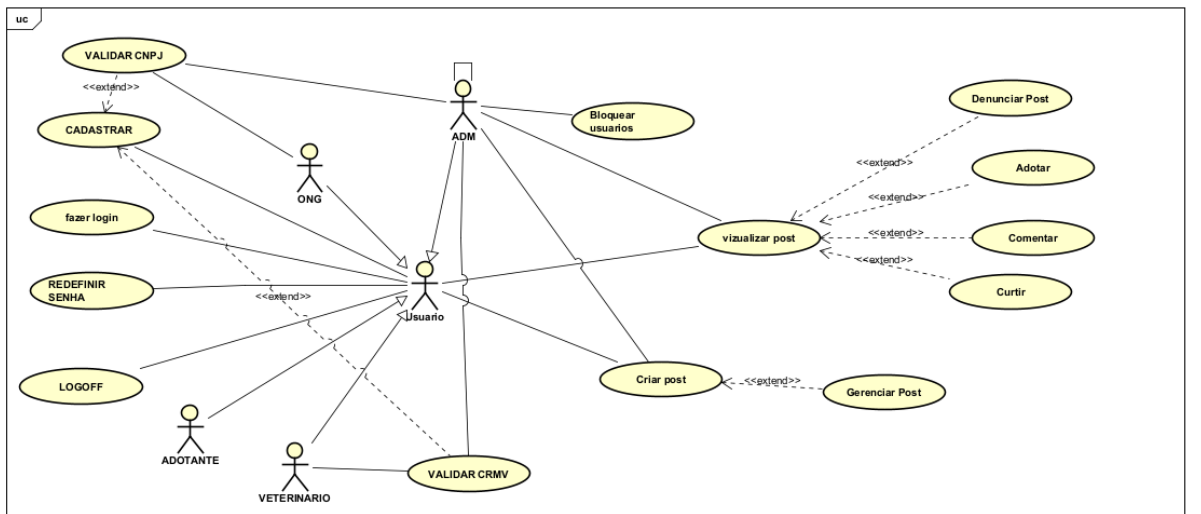 uc
VALIDAR CNPJ
<<extend>>
CADASTRAR
ADM
Bloquear
usuarios
Denunciar Post
<<extend>>
ONG
Adotar
<<extend>>
fazer login
vizualizar post
<<extend>>
Comentar
<<extend>>
REDEFINIR
SENHA
<<extend>>
Curtir
Usuario
LOGOFF
Criar post
<<extend>>
Gerenciar Post
ADOTANTE
VETERINARIO
VALIDAR CRMV